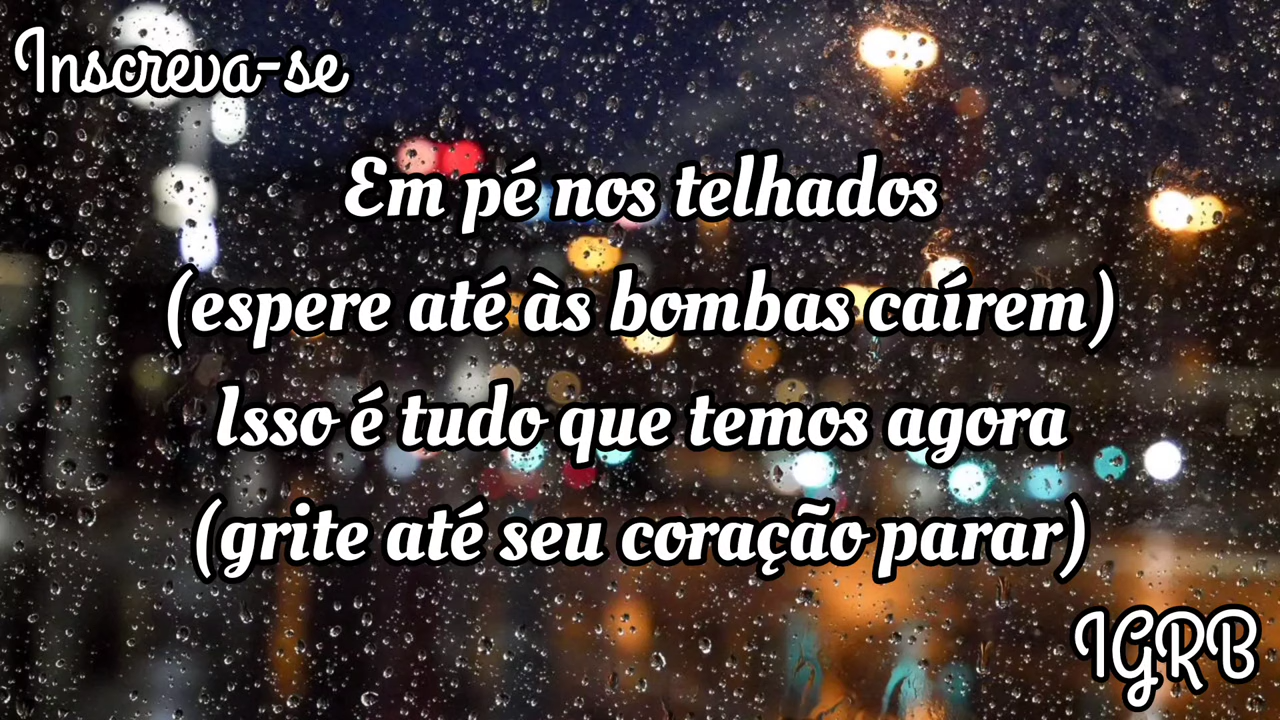 Inscreva-se
Em pé nos telhados
(espere até às bombas caírem)
Isso é tudo que temos agora
(grite até seu coração parar)
IGRB